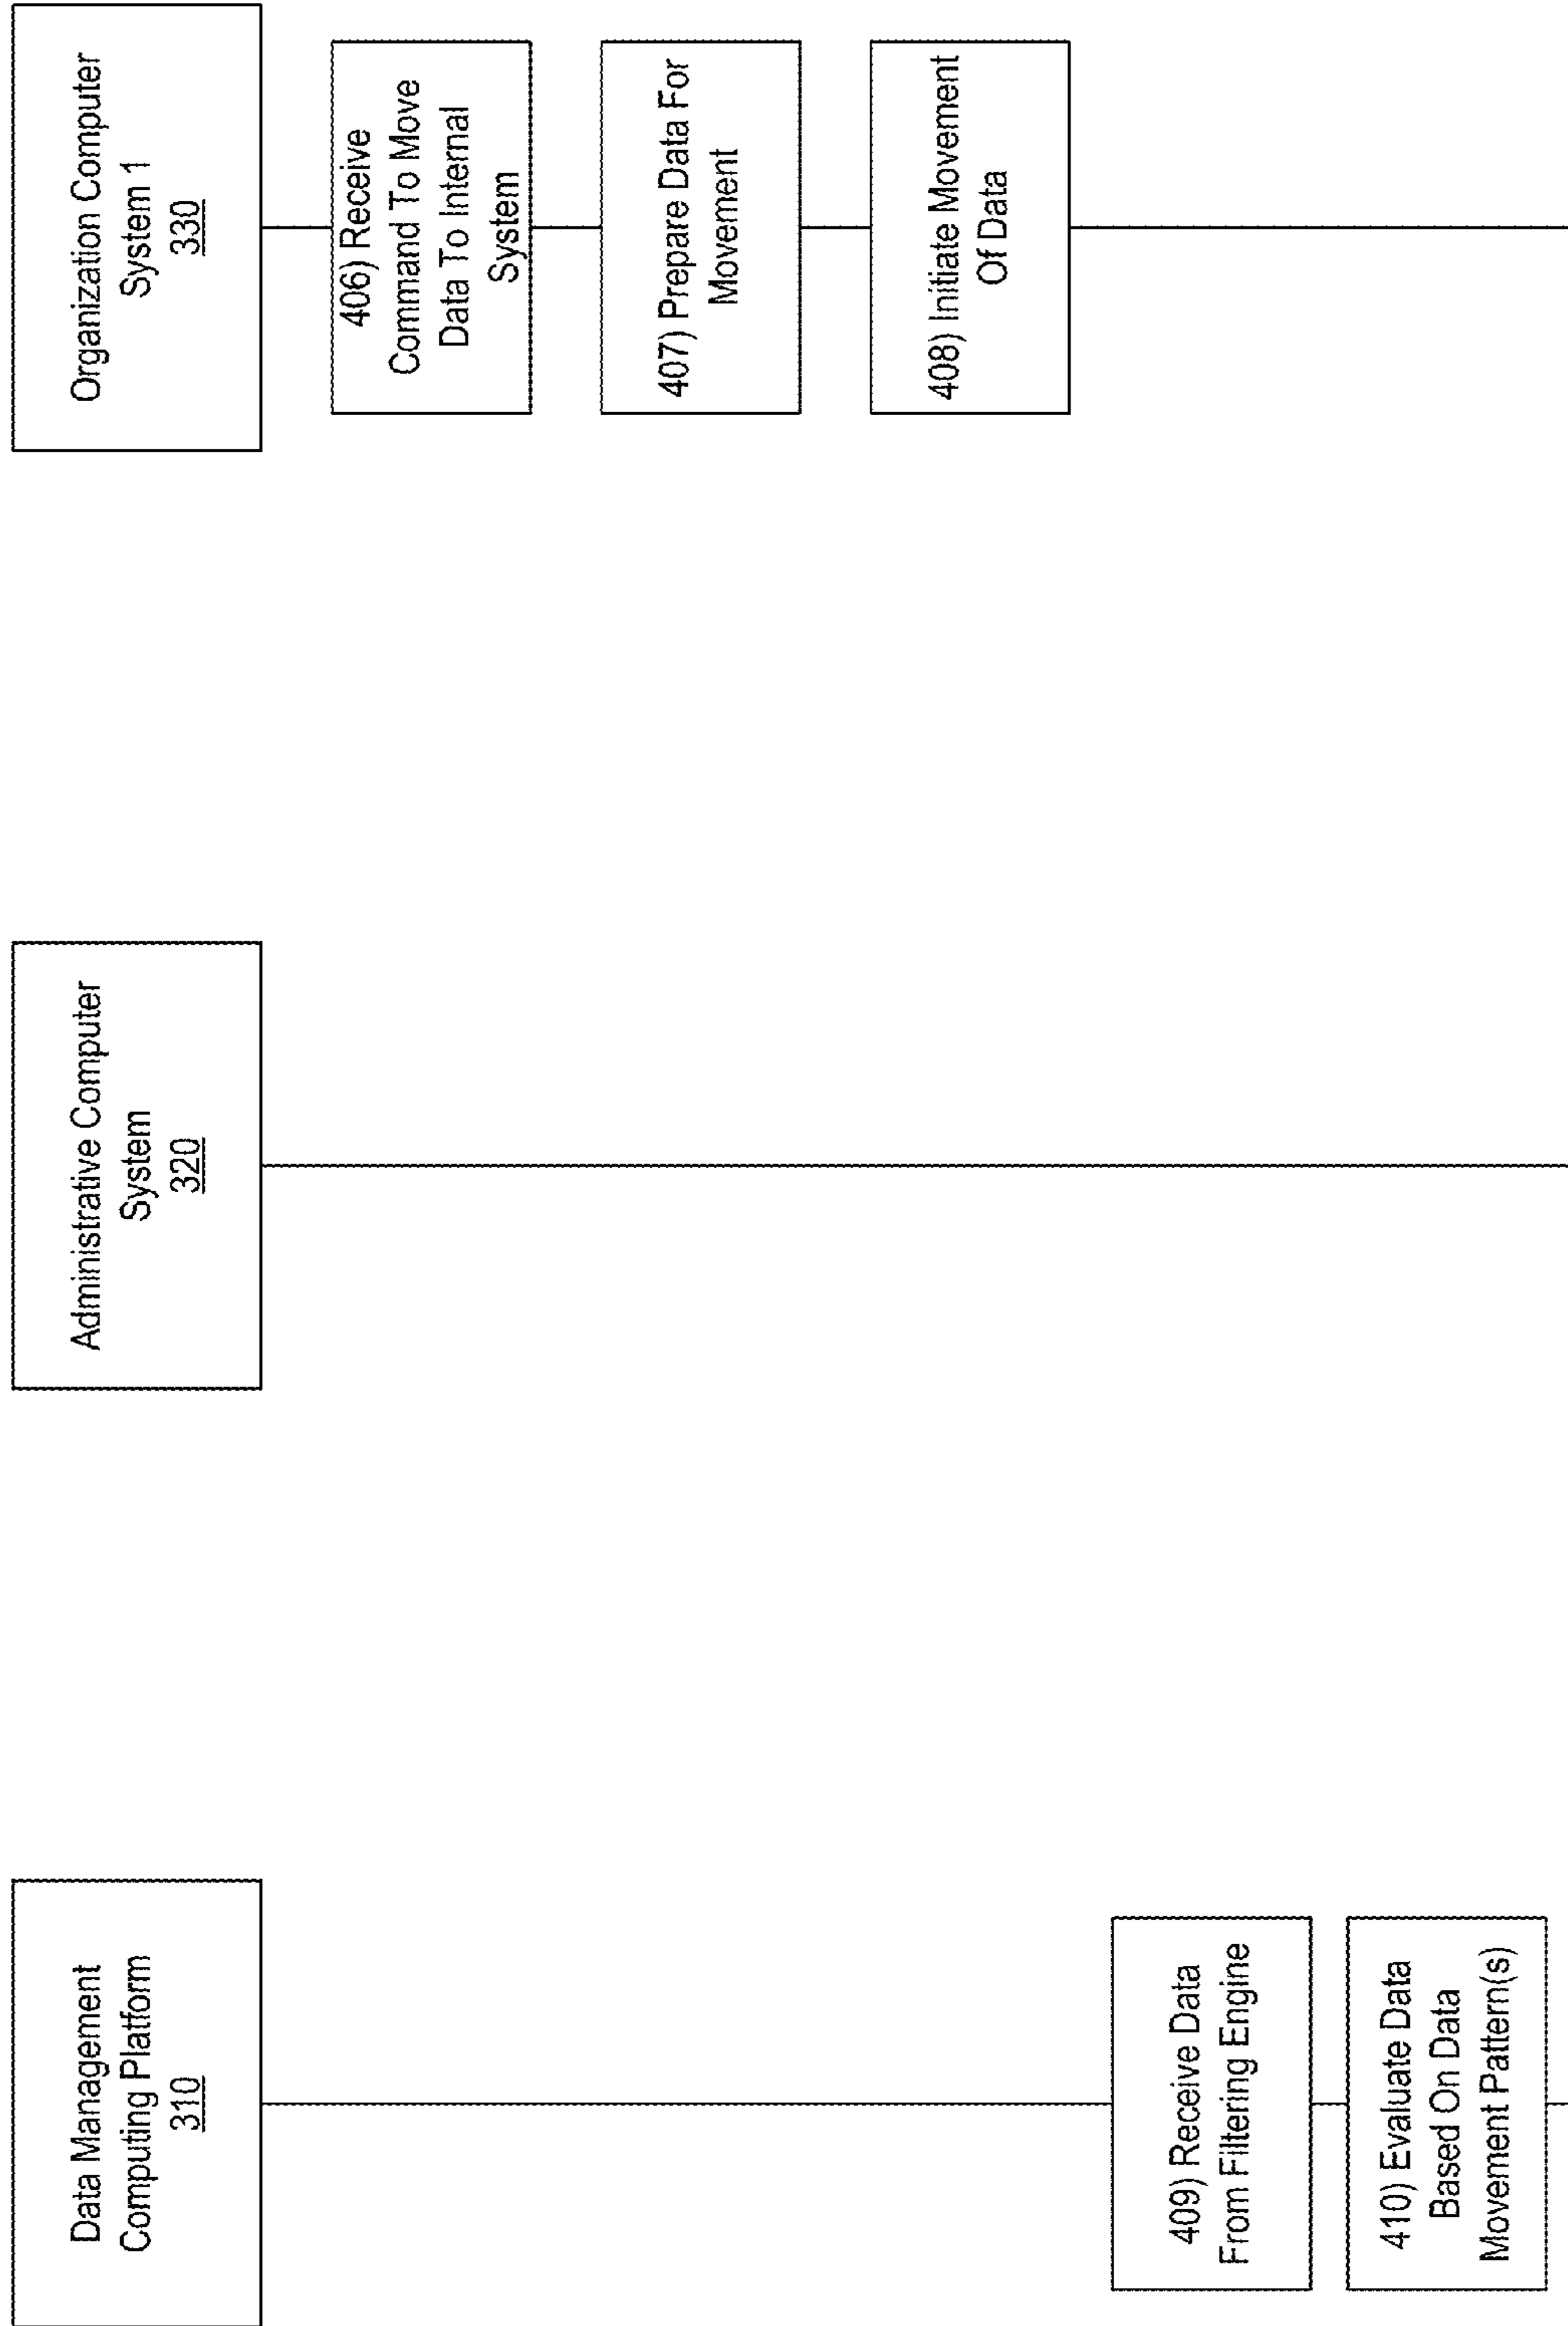 Data Management
Computing Platform
310
Administrative Computer
System
320
Organization Computer
System 1
330
406) Receive
Command To Move
Data To Internal
System
407) Prepare Data For
Movement
408) Initiate Movement
Of Data
409) Receive Data
From Filtering Engine
410) Evaluate Data
Based On Data
Movement Pattern(s)